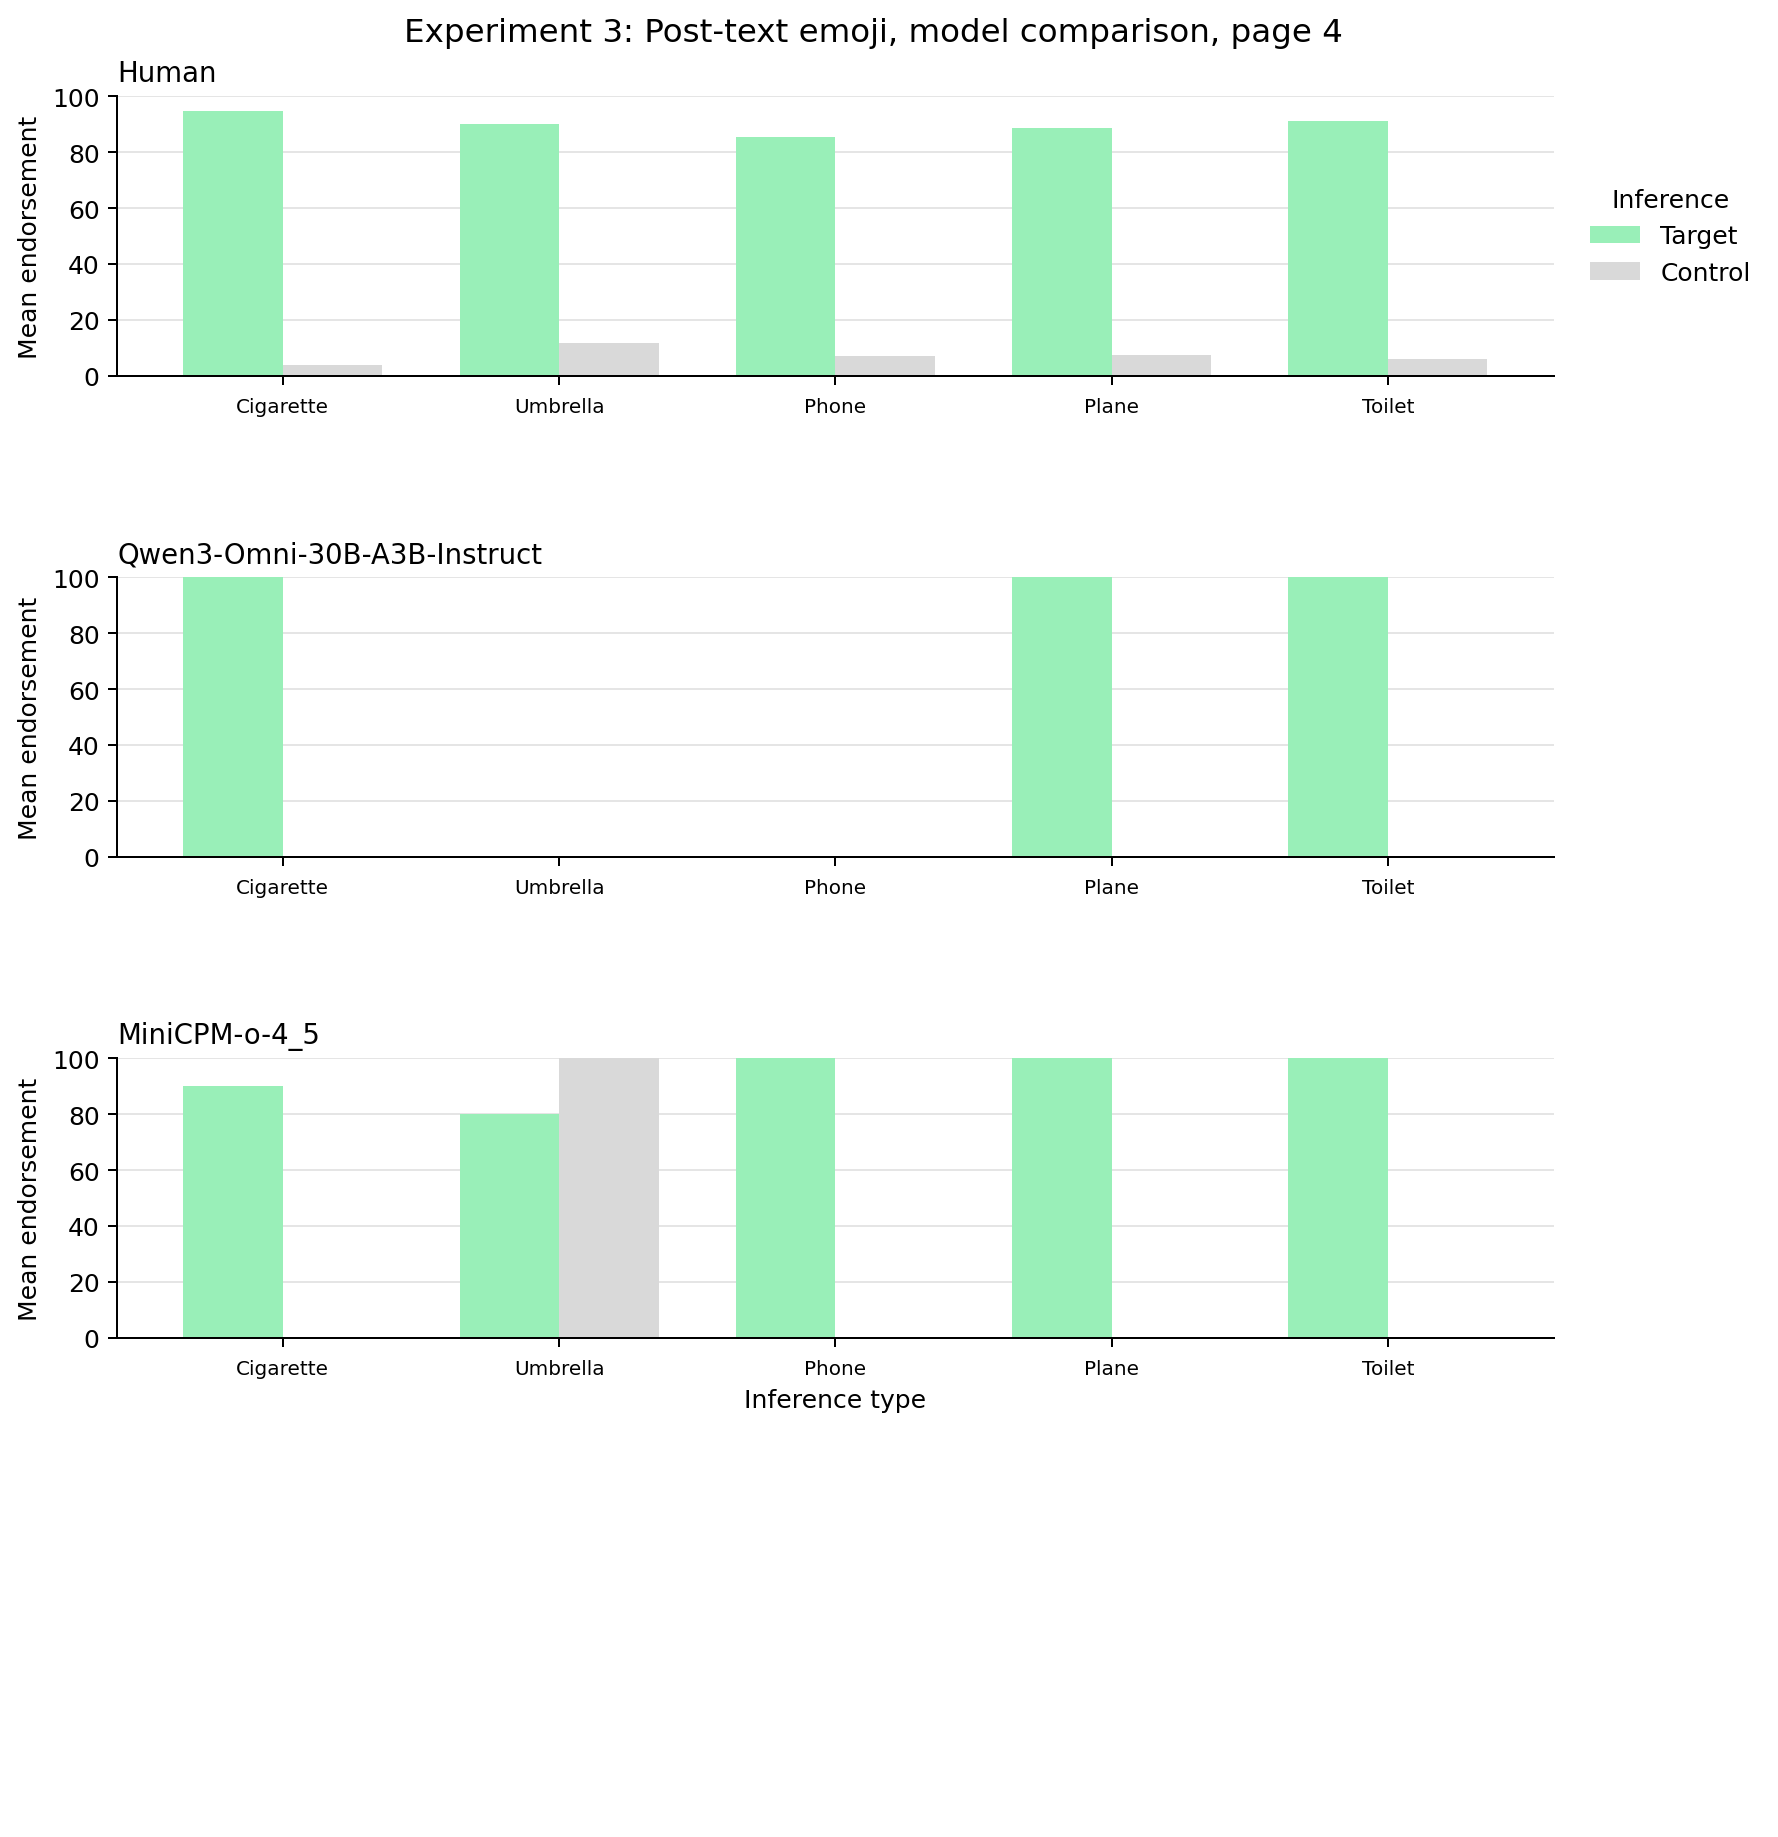 Experiment 3: Post-text emoji, model comparison, page 4
Human
Mean endorsement
100
80
60
40
20
0
Cigarette Umbrella Phone Plane Toilet
Inference
Target
Control
Qwen3-Omni-30B-A3B-Instruct
Mean endorsement
100
80
60
40
20
0
Cigarette Umbrella Phone Plane Toilet
MiniCPM-o-4_5
Mean endorsement
100
80
60
40
20
0
Cigarette Umbrella Phone Plane Toilet
Inference type